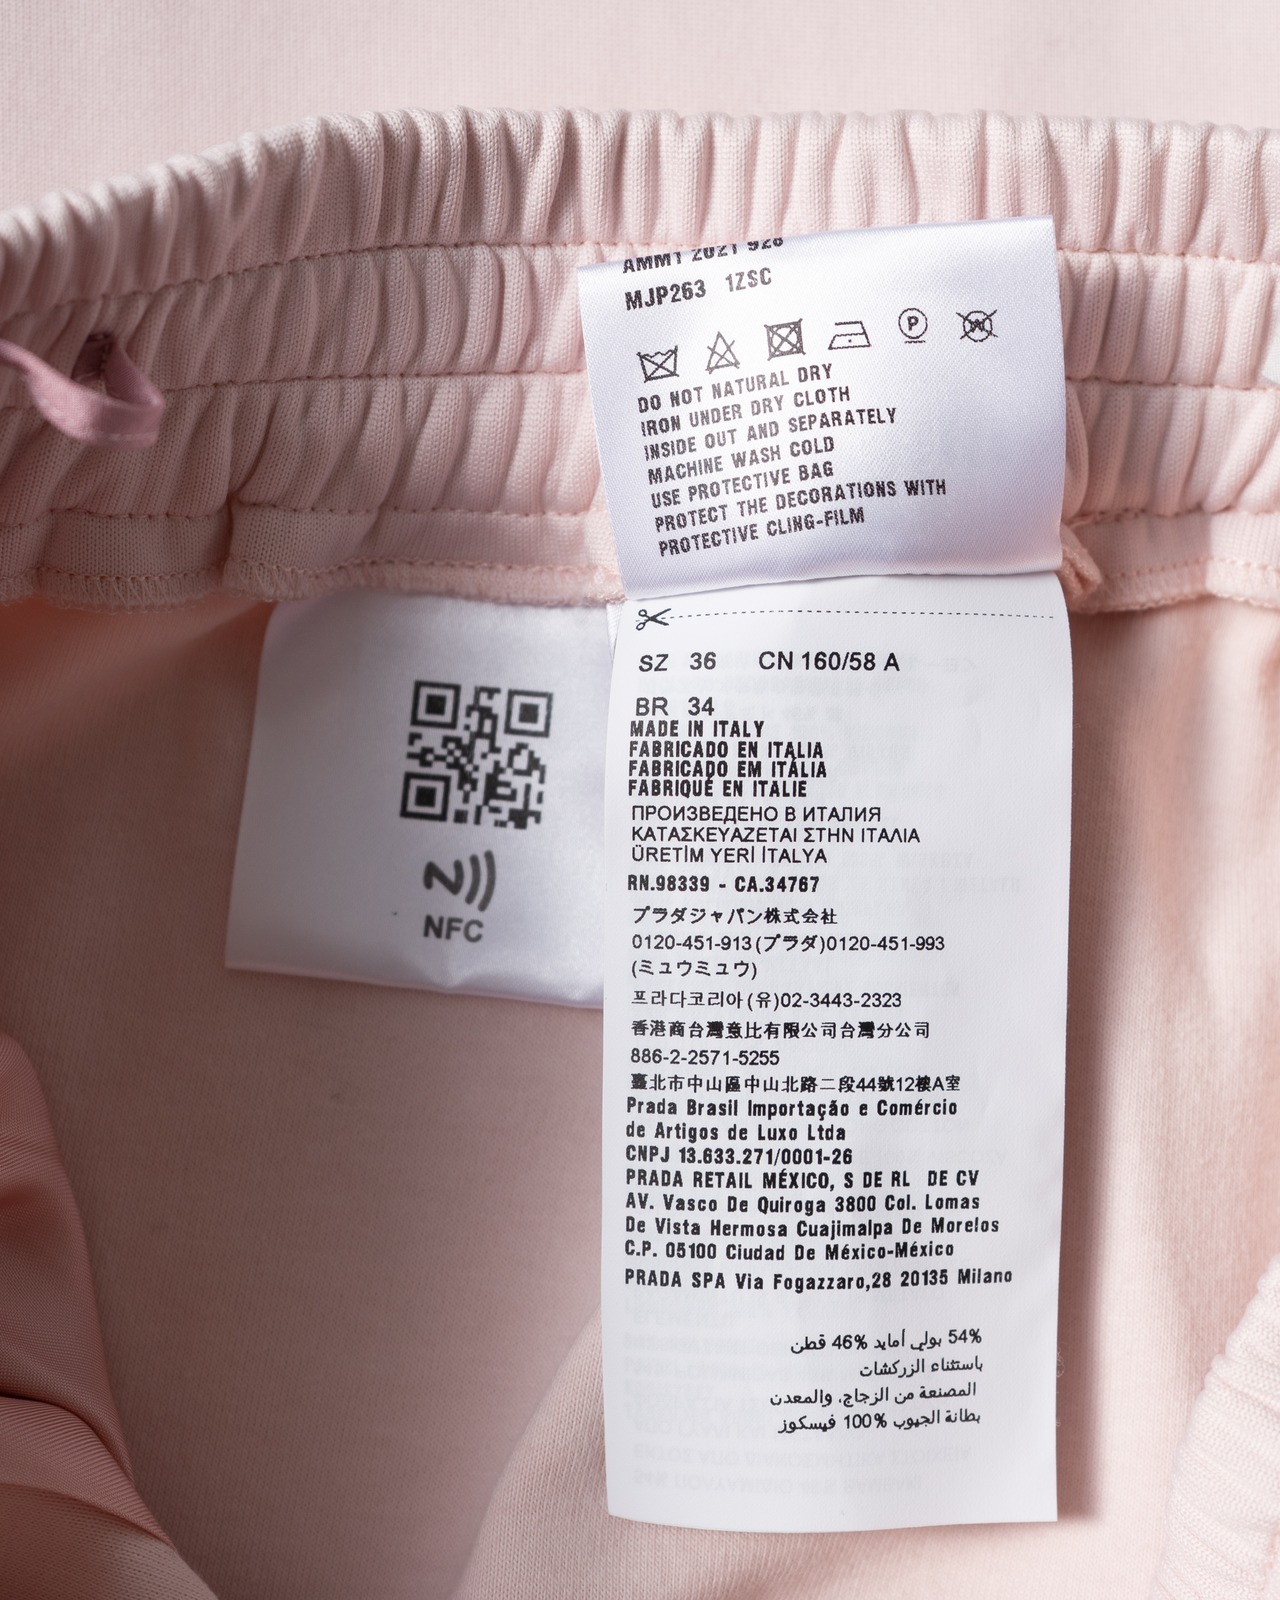 AMM1 2021 928
MJP263 1ZSC
P
W
DO NOT NATURAL DRY
IRON UNDER DRY CLOTH
INSIDE OUT AND SEPARATELY
MACHINE WASH COLD
USE PROTECTIVE BAG
PROTECT THE DECORATIONS WITH
PROTECTIVE CLING-FILM
NFC
SZ 36 CN 160/58 A
BR 34
MADE IN ITALY
FABRICADO EN ITALIA
FABRICADO EM ITÁLIA
FABRIQUÉ EN ITALIE
ПРОИЗВЕДЕНО В ИТАЛИЯ
ΚΑΤΑΣΚΕΥΑΖΕΤΑΙ ΣΤΗΝ ΙΤΑΛΙΑ
ÜRETİM YERİ İTALYA
RN.98339 - CA.34767
プラダジャパン株式会社
0120-451-913(プラダ)0120-451-993
(ミュウミュウ)
프라다코리아(유)02-3443-2323
香港商台灣意比有限公司台灣分公司
886-2-2571-5255
臺北市中山區中山北路二段44號12樓A室
Prada Brasil Importação e Comércio
de Artigos de Luxo Ltda
CNPJ 13.633.271/0001-26
PRADA RETAIL MÉXICO, S DE RL DE CV
AV. Vasco De Quiroga 3800 Col. Lomas
De Vista Hermosa Cuajimalpa De Morelos
C.P. 05100 Ciudad De México-México
PRADA SPA Via Fogazzaro,28 20135 Milano
54% بولي أمايد 46% قطن
باستثناء الزركشات
المصنعة من الزجاج، والمعدن
بطانة الجيوب 100% فيسكوز